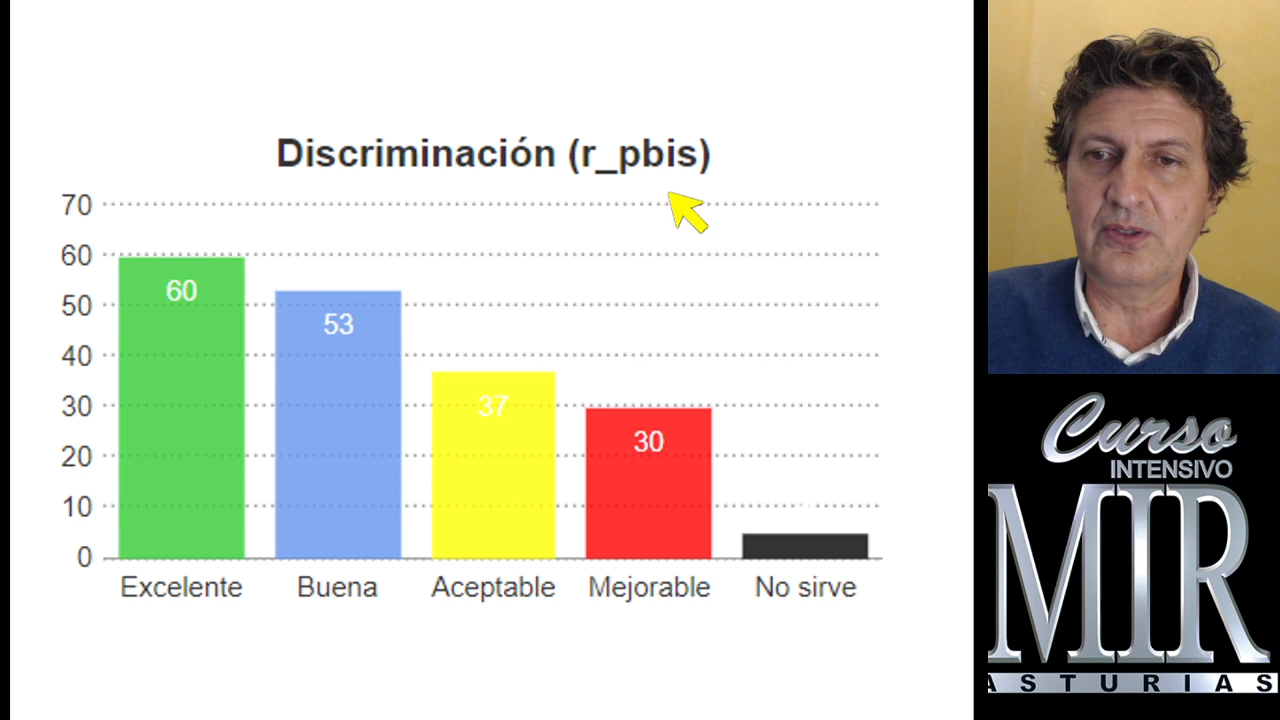 Discriminación (r_pbis)
70
60
50
40
30
20
10
0
60
53
37
30
Excelente
Buena
Aceptable
Mejorable
No sirve
Curso
INTENSIVO
MIR
ASTURIAS